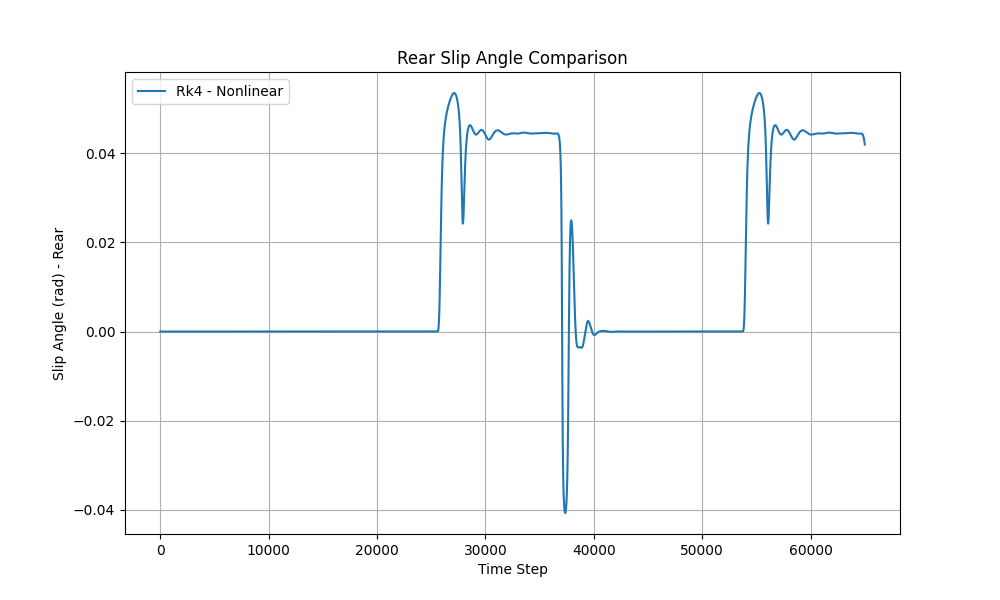 Rear Slip Angle Comparison
Rk4 - Nonlinear
Slip Angle (rad) - Rear
0.04
0.02
0.00
−0.02
−0.04
0 10000 20000 30000 40000 50000 60000
Time Step